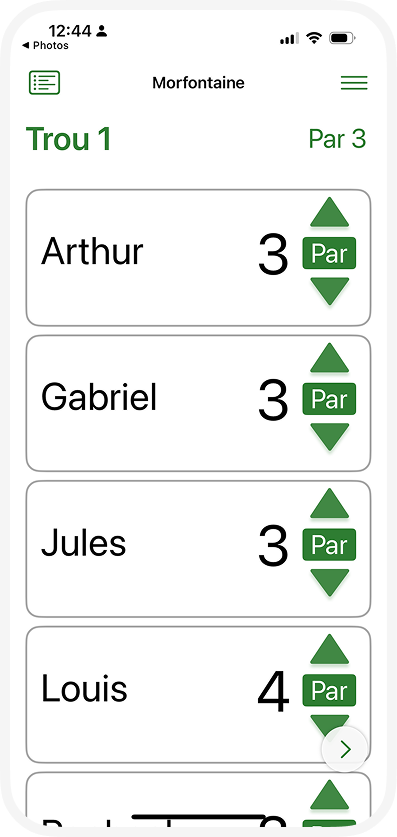 12:44
◀ Photos
Morfontaine
Trou 1 Par 3
Arthur 3 Par
Gabriel 3 Par
Jules 3 Par
Louis 4 Par